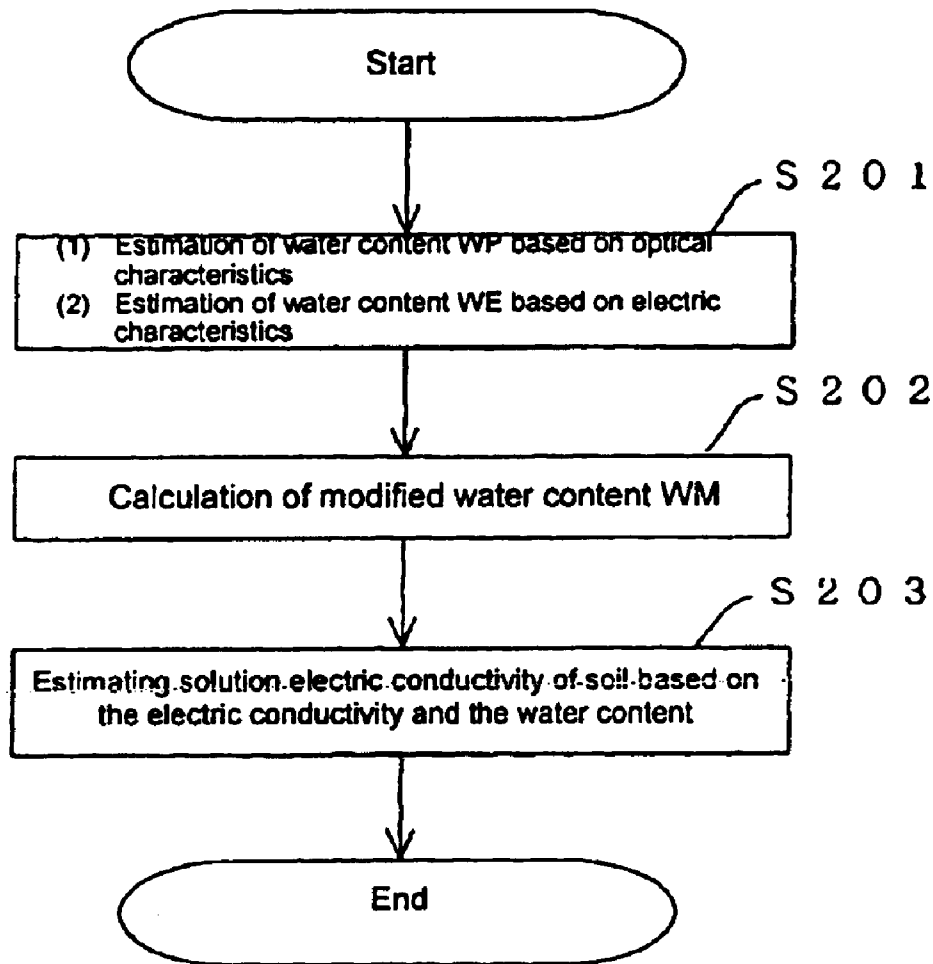 Start
S 2 0 1
(1) Estimation of water content WP based on optical
characteristics
(2) Estimation of water content WE based on electric
characteristics
S 2 0 2
Calculation of modified water content WM
S 2 0 3
Estimating solution electric conductivity of soil based on
the electric conductivity and the water content
End